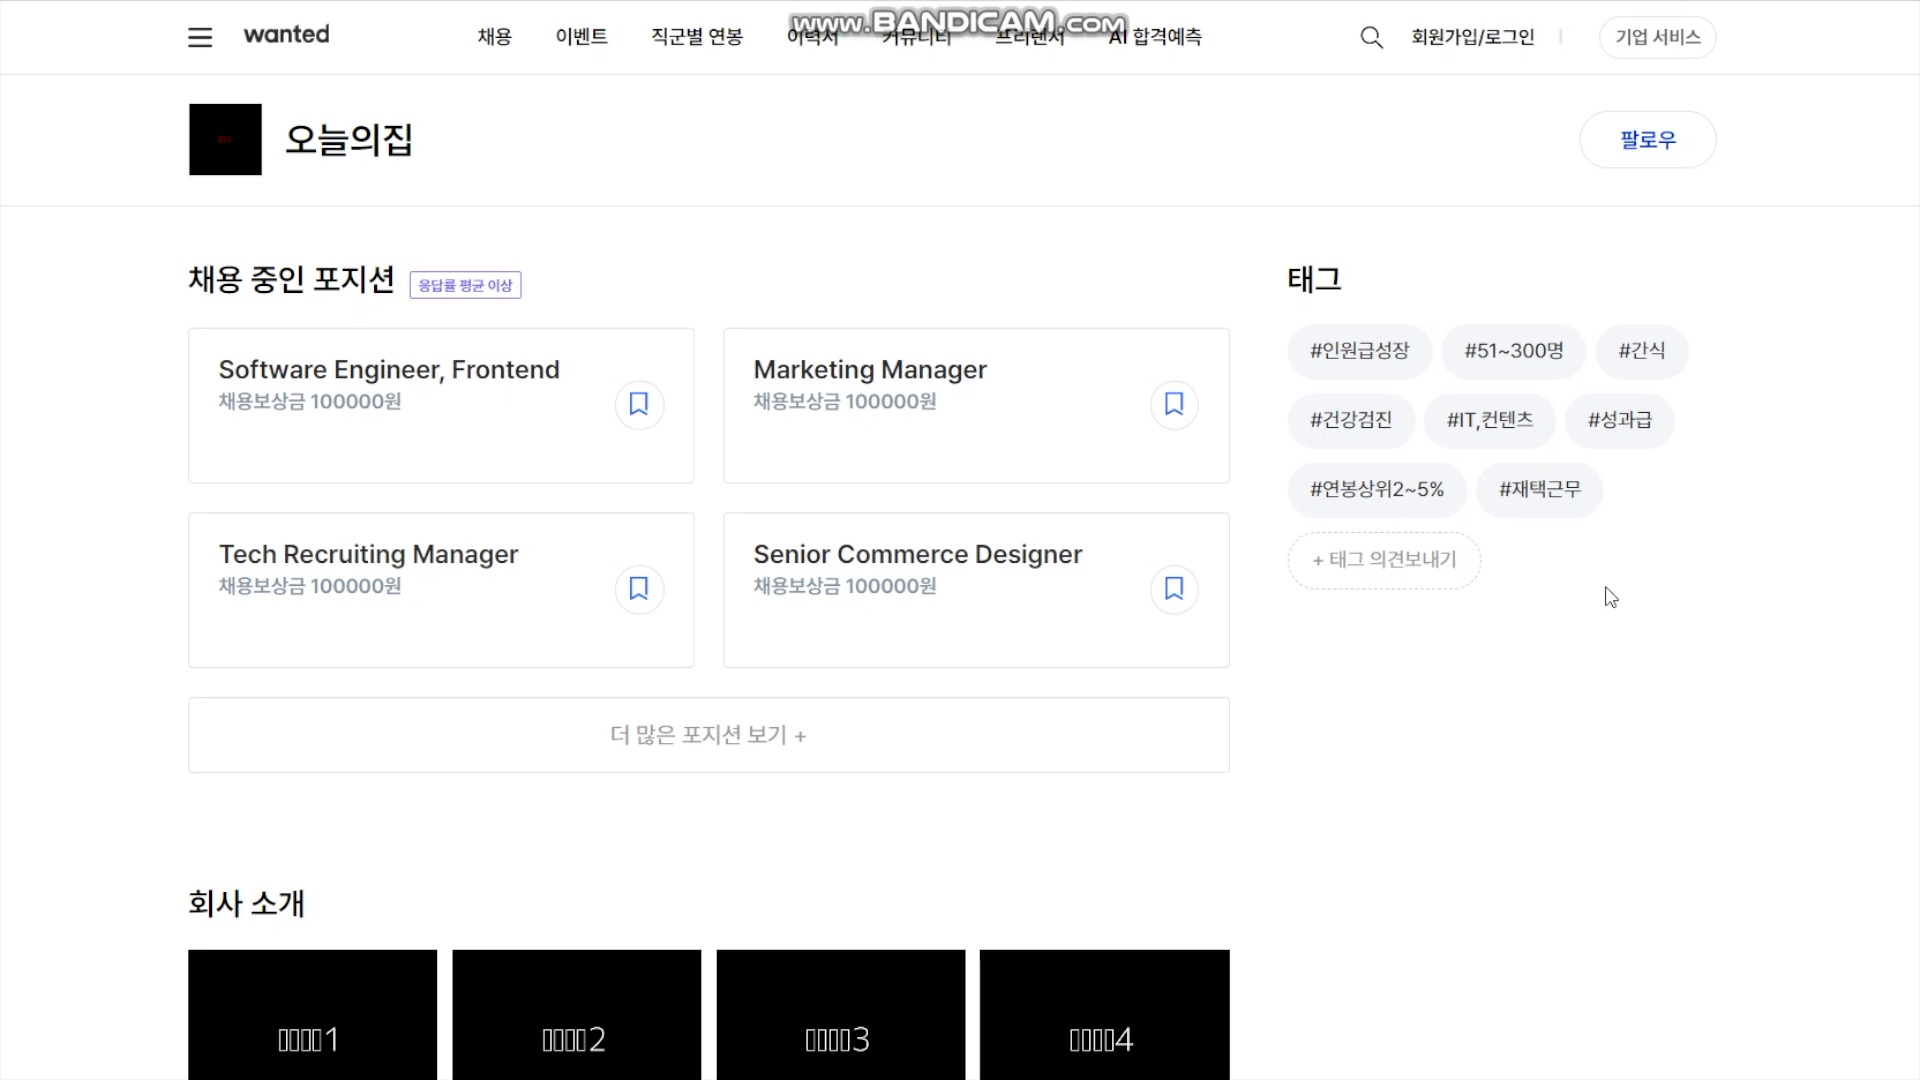 wanted
채용 이벤트 직군별 연봉 이력서 커뮤니티 프리랜서 AI 합격예측
www.BANDICAM.com
회원가입/로그인 | 기업 서비스
오늘의집
팔로우
채용 중인 포지션 응답률 평균 이상
Software Engineer, Frontend
채용보상금 100000원
Marketing Manager
채용보상금 100000원
Tech Recruiting Manager
채용보상금 100000원
Senior Commerce Designer
채용보상금 100000원
더 많은 포지션 보기 +
태그
#인원급성장 #51~300명 #간식
#건강검진 #IT,컨텐츠 #성과급
#연봉상위2~5% #재택근무
+ 태그 의견보내기
회사 소개
▯▯▯▯1
▯▯▯▯2
▯▯▯▯3
▯▯▯▯4